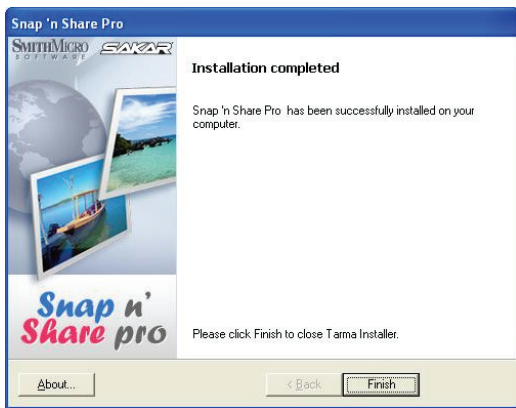 Snap 'n Share Pro
SMITHMICRO SAKAR
SOFTWARE
Installation completed
Snap 'n Share Pro has been successfully installed on your
computer.
Snap n'
Share pro
Please click Finish to close Tarma Installer.
About... < Back Finish